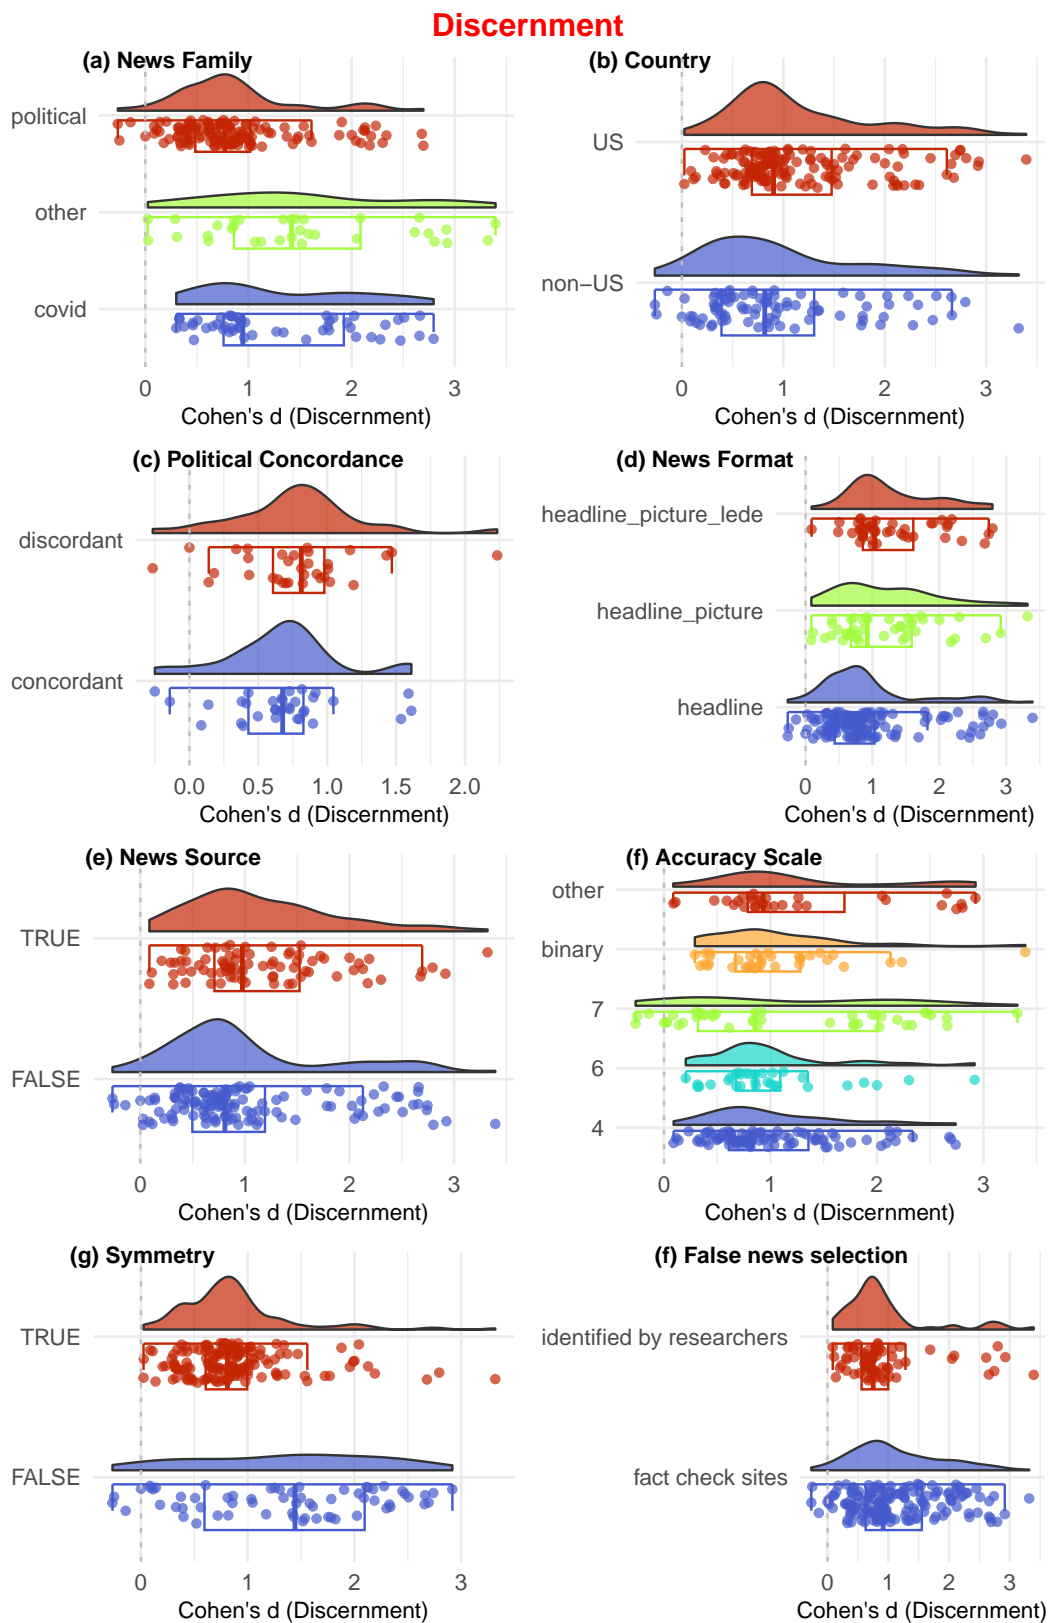 Discernment
(a) News Family
political
other
covid
0 1 2 3
Cohen's d (Discernment)
(b) Country
US
non−US
0 1 2 3
Cohen's d (Discernment)
(c) Political Concordance
discordant
concordant
0.0 0.5 1.0 1.5 2.0
Cohen's d (Discernment)
(d) News Format
headline_picture_lede
headline_picture
headline
0 1 2 3
Cohen's d (Discernment)
(e) News Source
TRUE
FALSE
0 1 2 3
Cohen's d (Discernment)
(f) Accuracy Scale
other
binary
7
6
4
0 1 2 3
Cohen's d (Discernment)
(g) Symmetry
TRUE
FALSE
0 1 2 3
Cohen's d (Discernment)
(f) False news selection
identified by researchers
fact check sites
0 1 2 3
Cohen's d (Discernment)